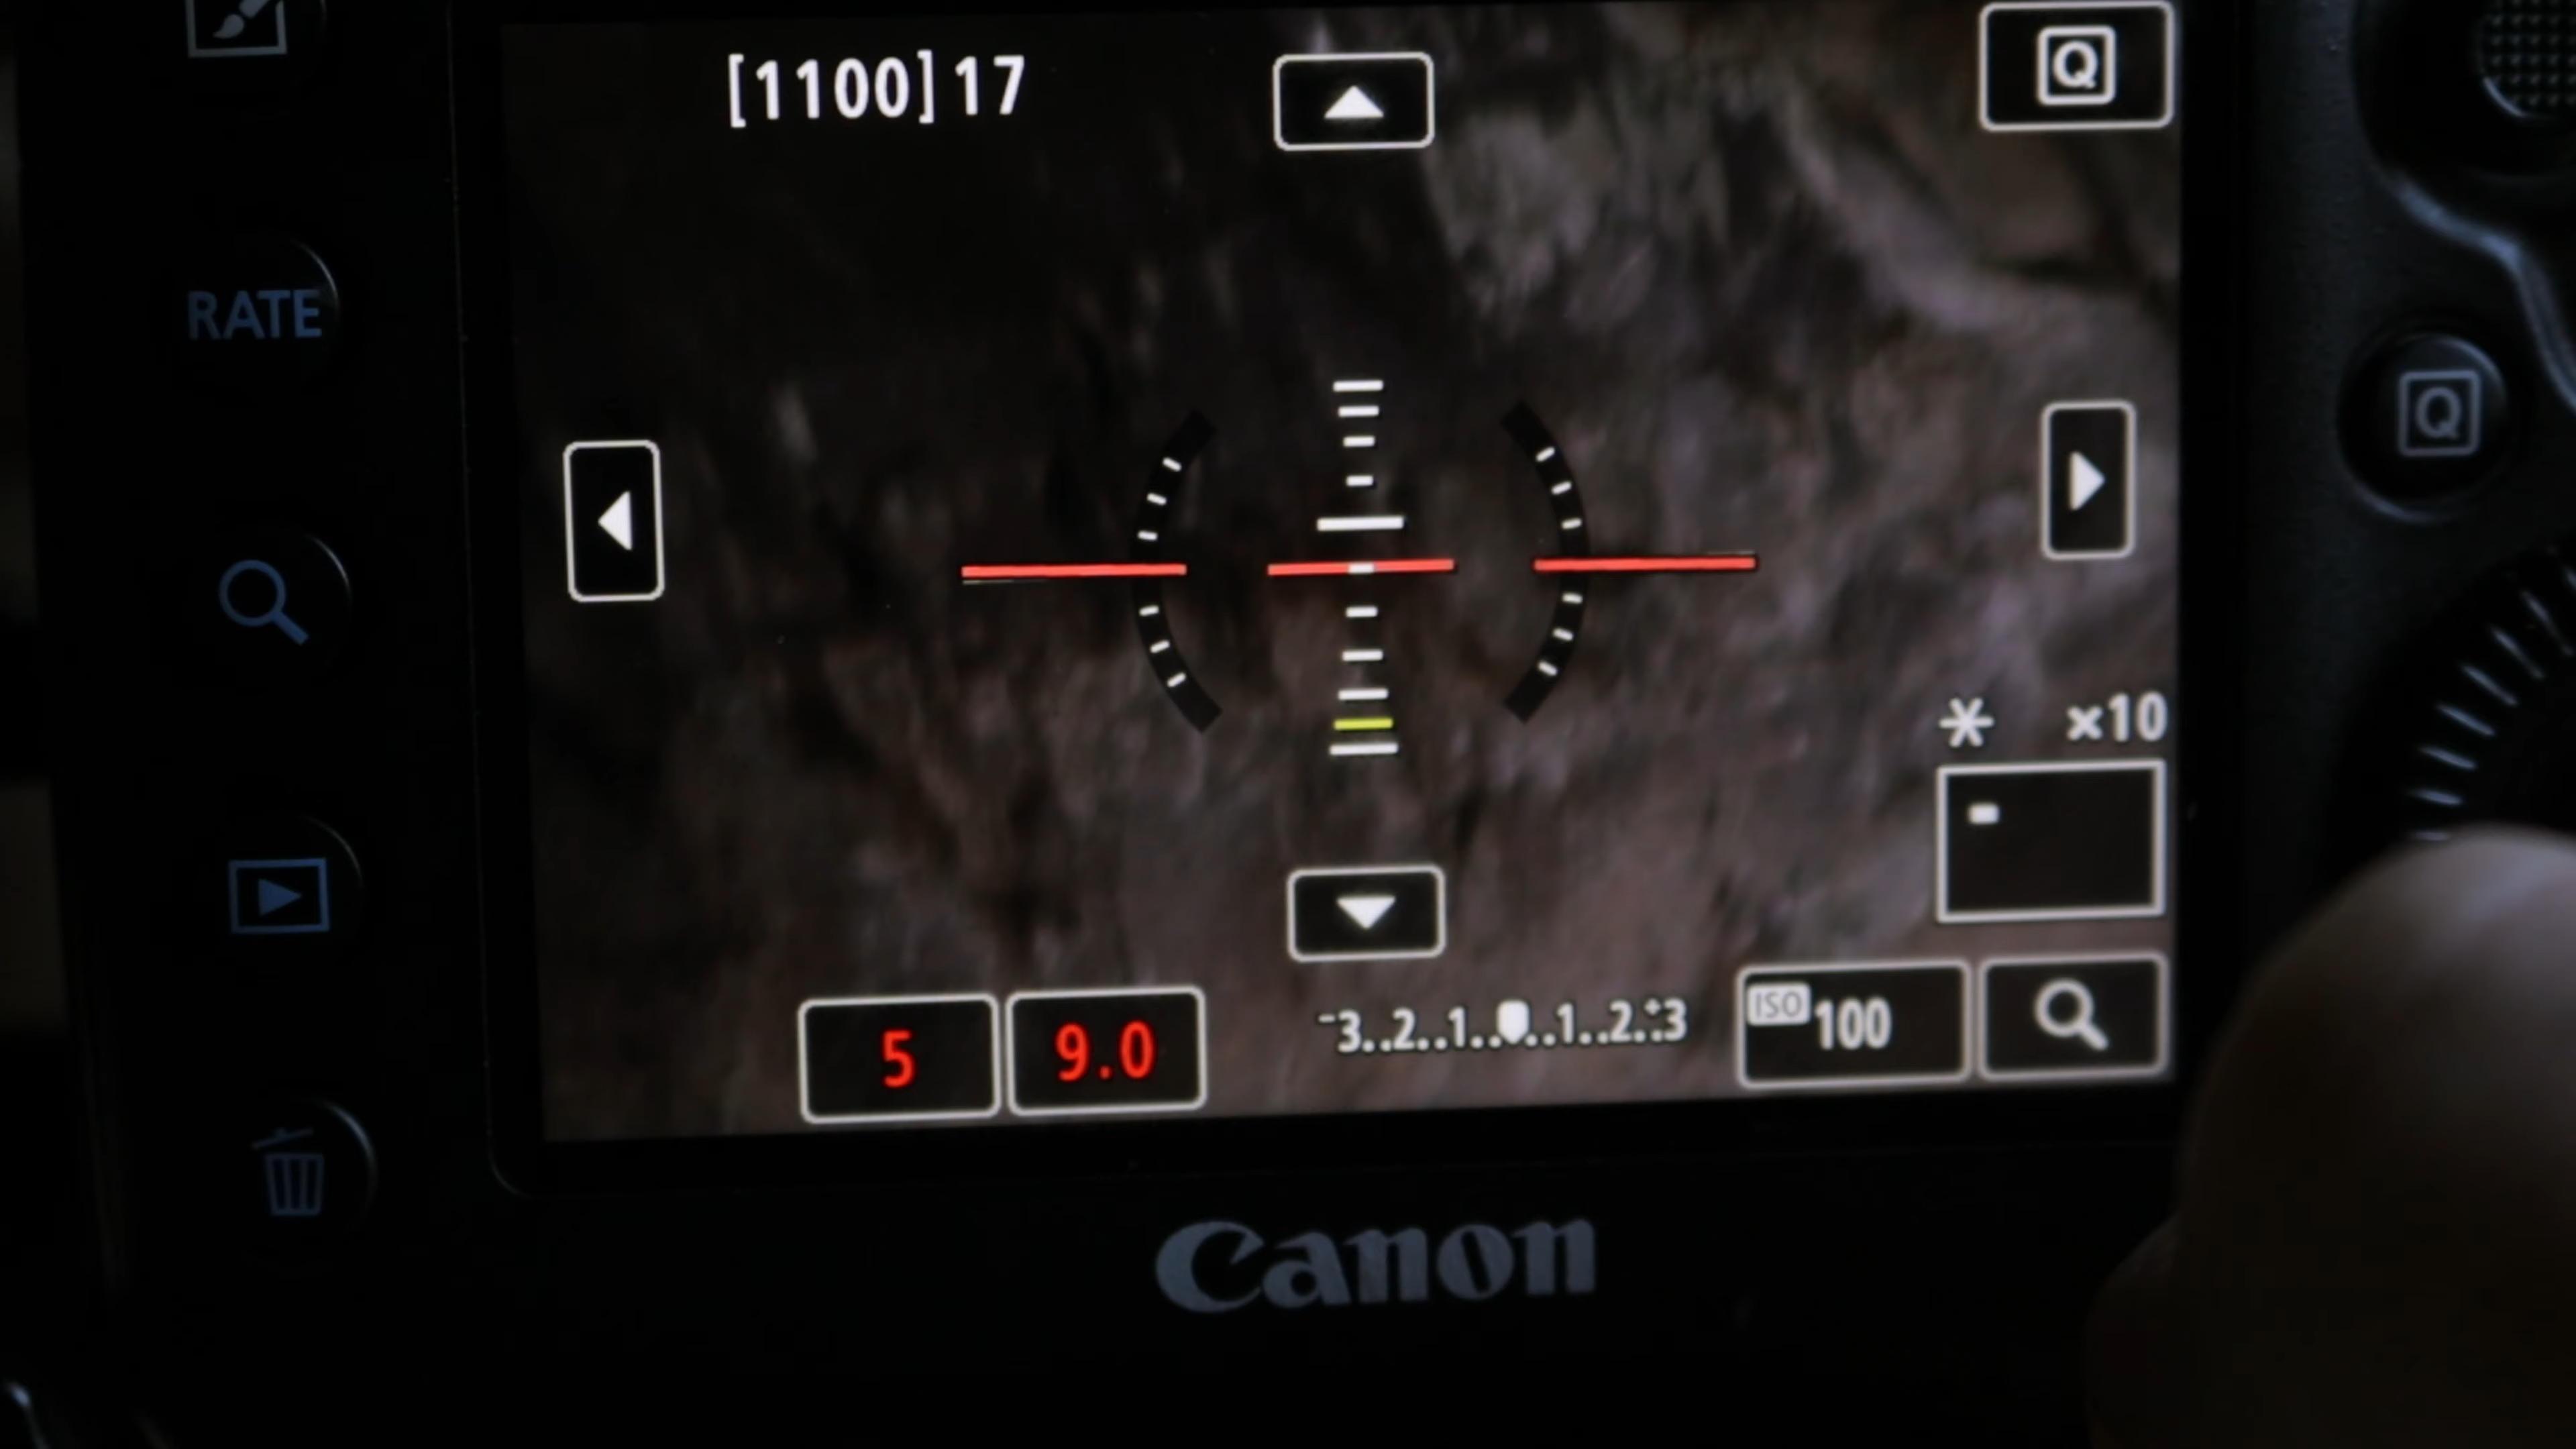 [1100] 17
Q
RATE
Q
×10
5
9.0
-3..2..1..0..1..2.:+3
ISO 100
Canon